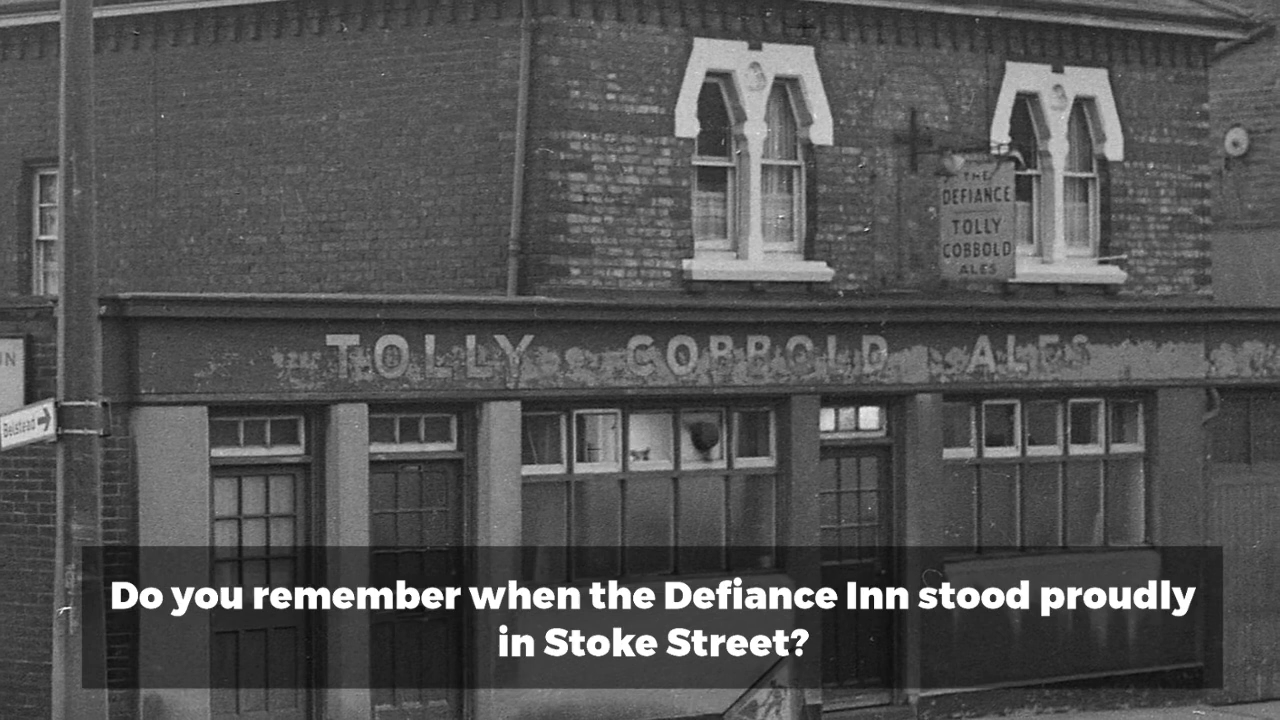 THE
DEFIANCE
TOLLY
COBBOLD
ALES
TOLLY COBBOLD ALES
Belstead
Do you remember when the Defiance Inn stood proudly
in Stoke Street?